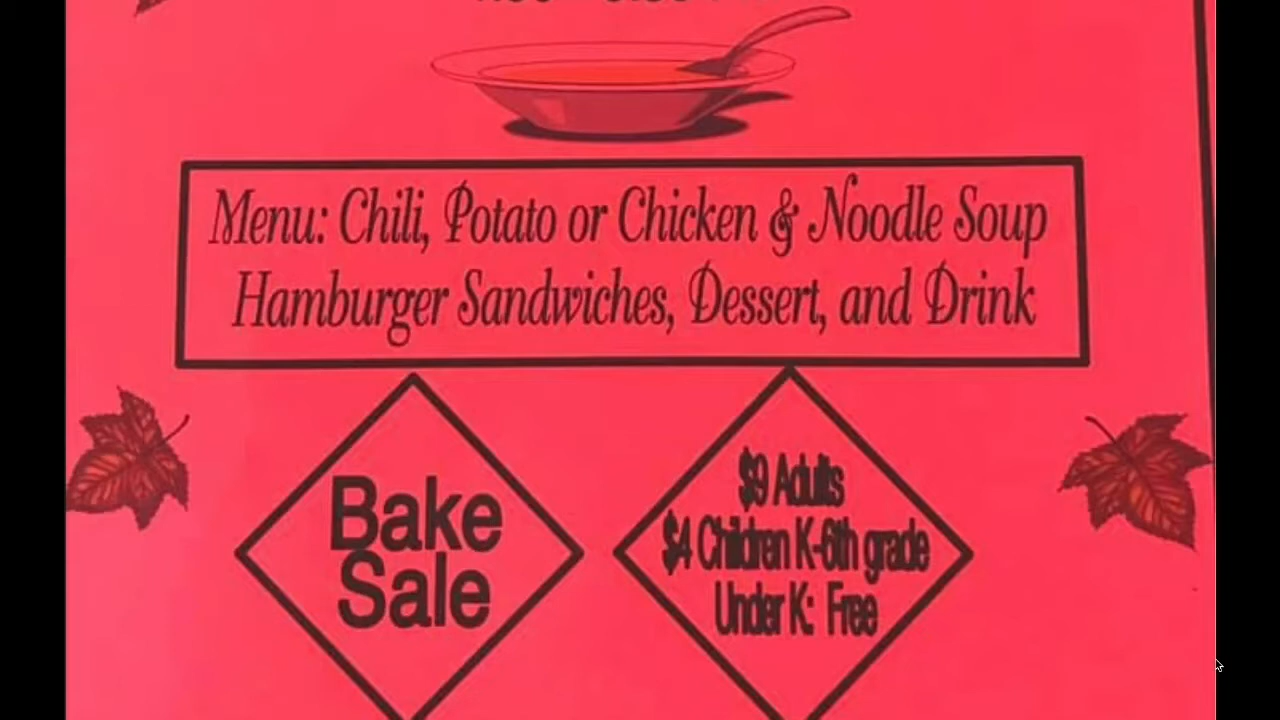 Menu: Chili, Potato or Chicken & Noodle Soup
Hamburger Sandwiches, Dessert, and Drink
Bake
Sale
$9 Adults
$4 Children K-6th grade
Under K: Free